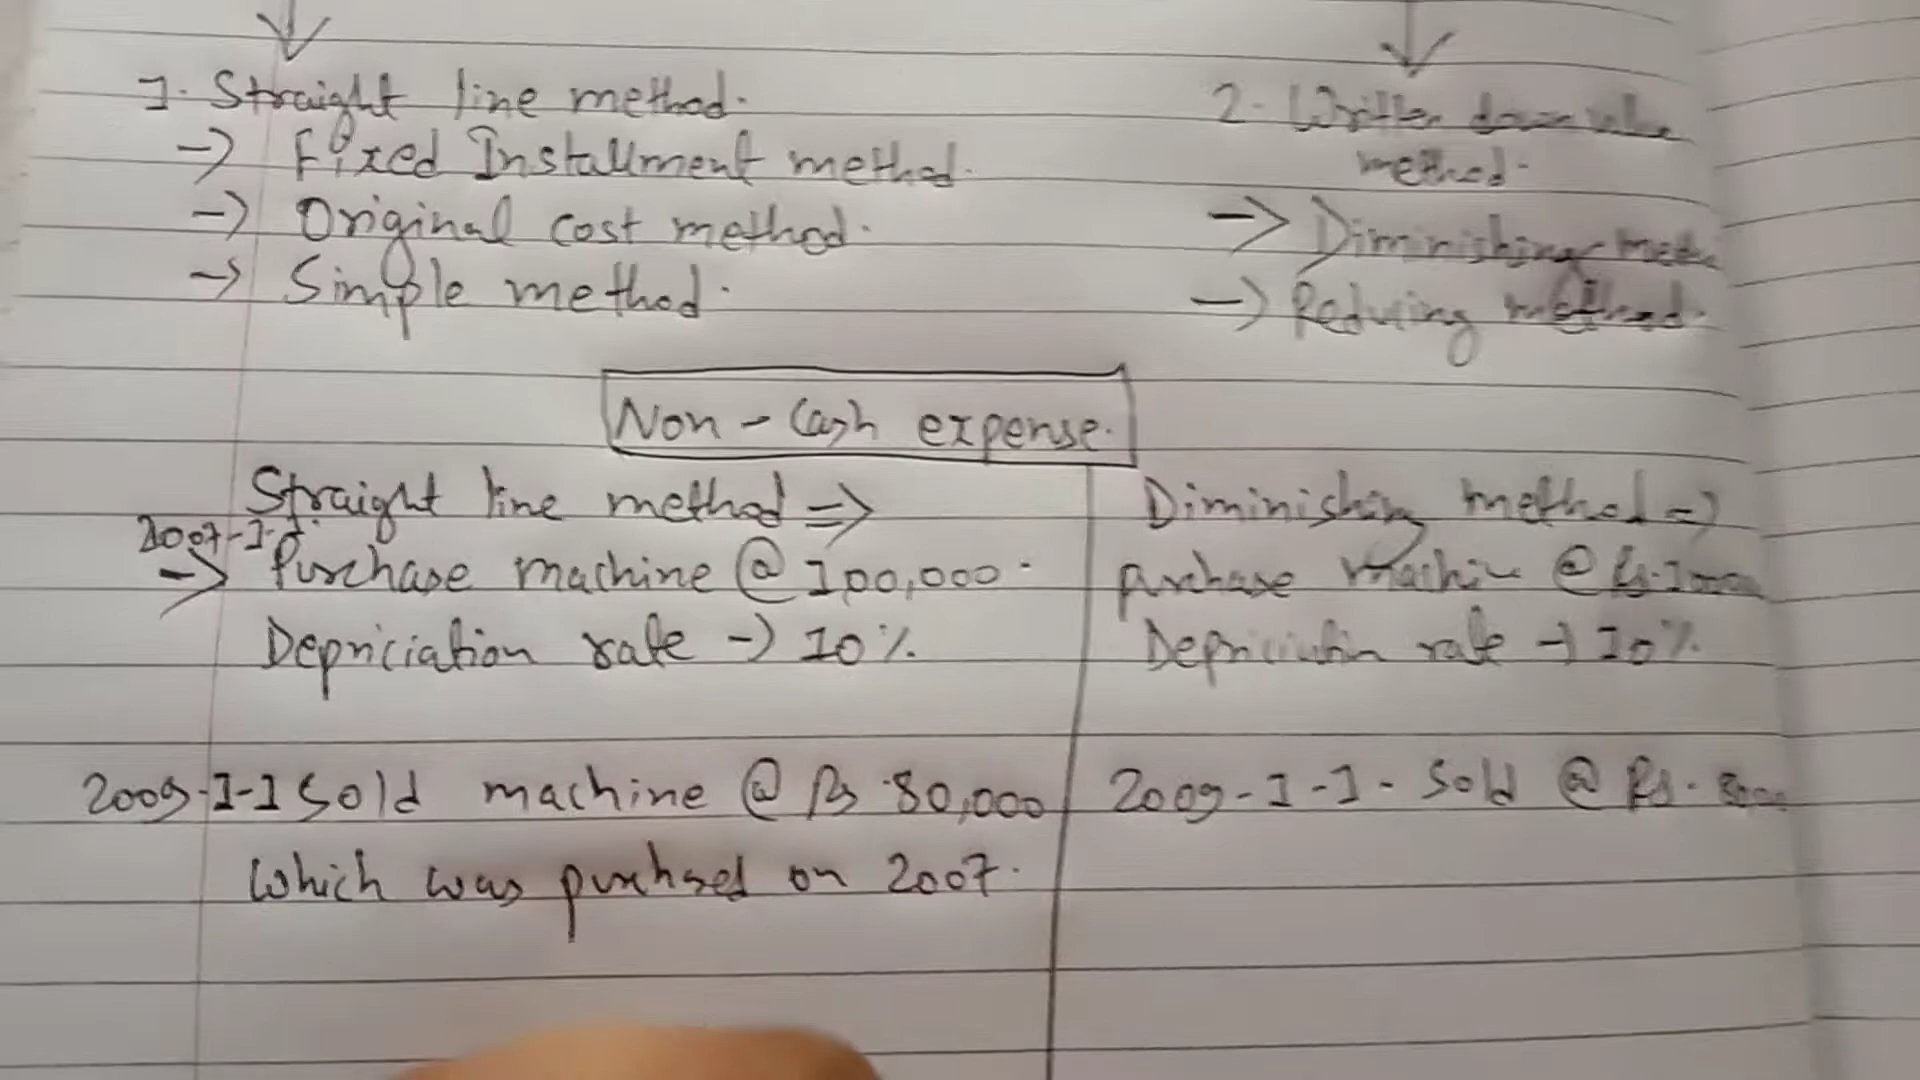 1. Straight line method.
→ Fixed Installment method.
→ Original cost method.
→ Simple method.
2. Written down value
method.
→ Diminishing
→ Reducing method.
Non-Cash expense.
Straight line method ⇒
2007-1-1
→ Purchase machine @ 100,000.
Depriciation rate → 10%.
2009-1-1 Sold machine @ Rs 80,000
which was purchased on 2007.
Diminishing method →
purchase machine @ Rs.
Depriciation rate → 10%.
2009-1-1- Sold @ Rs.